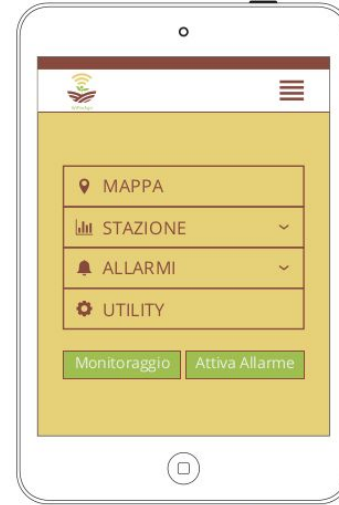 MAPPA
STAZIONE
ALLARMI
UTILITY
Monitoraggio Attiva Allarme